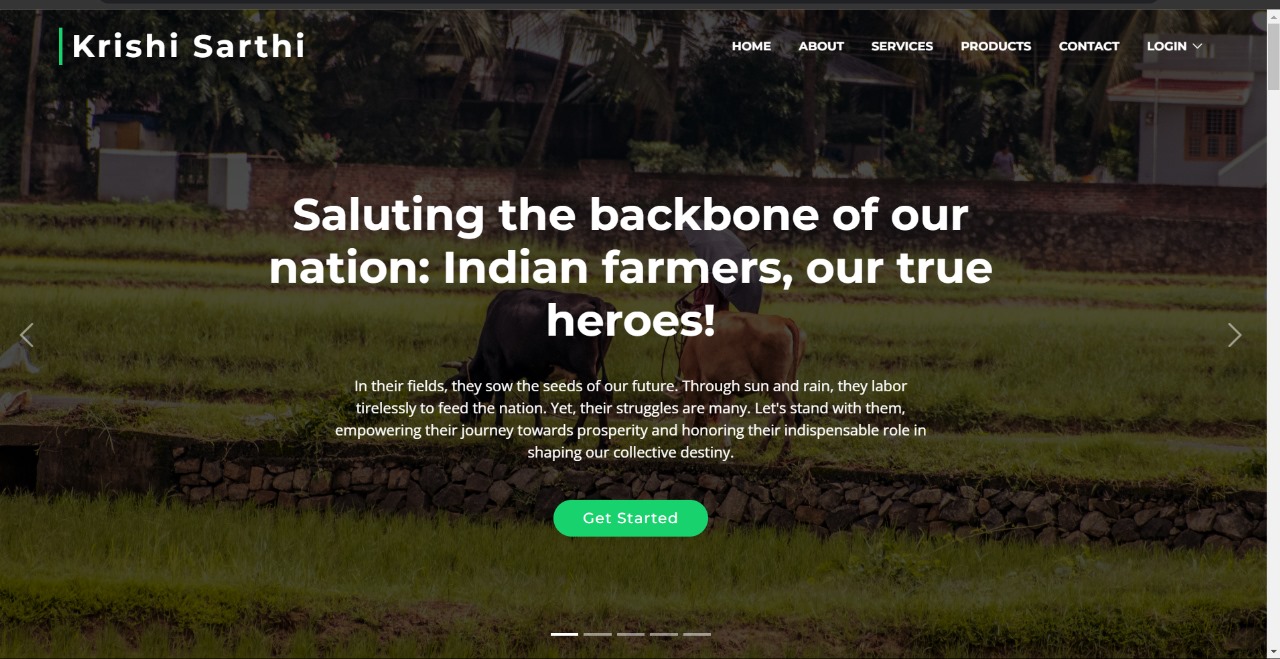 Krishi Sarthi
HOME ABOUT SERVICES PRODUCTS CONTACT LOGIN
Saluting the backbone of our
nation: Indian farmers, our true
heroes!
In their fields, they sow the seeds of our future. Through sun and rain, they labor
tirelessly to feed the nation. Yet, their struggles are many. Let's stand with them,
empowering their journey towards prosperity and honoring their indispensable role in
shaping our collective destiny.
Get Started